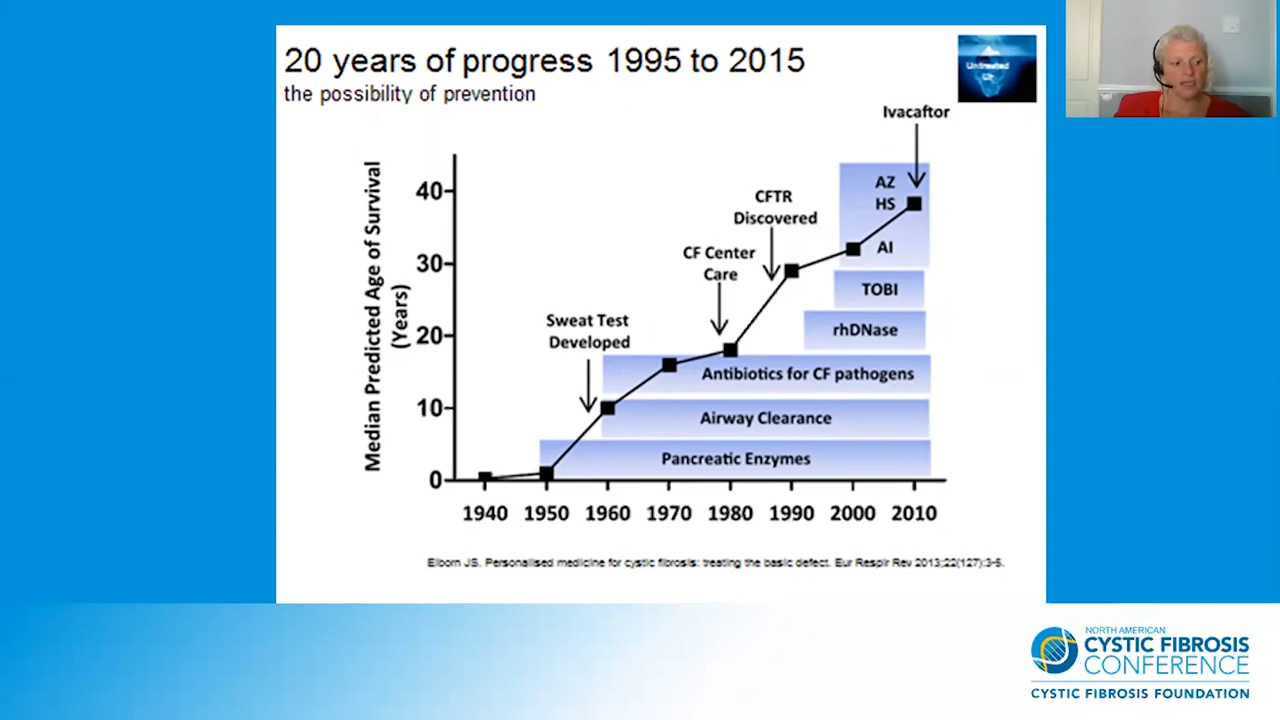 20 years of progress 1995 to 2015
the possibility of prevention
Untreated
CF
Ivacaftor
Median Predicted Age of Survival
(Years)
40
30
20
10
0
AZ
HS
AI
CFTR
Discovered
CF Center
Care
TOBI
Sweat Test
Developed
rhDNase
Antibiotics for CF pathogens
Airway Clearance
Pancreatic Enzymes
1940 1950 1960 1970 1980 1990 2000 2010
Elborn JS. Personalised medicine for cystic fibrosis: treating the basic defect. Eur Respir Rev 2013;22(127):3-5.
NORTH AMERICAN
CYSTIC FIBROSIS
CONFERENCE
CYSTIC FIBROSIS FOUNDATION